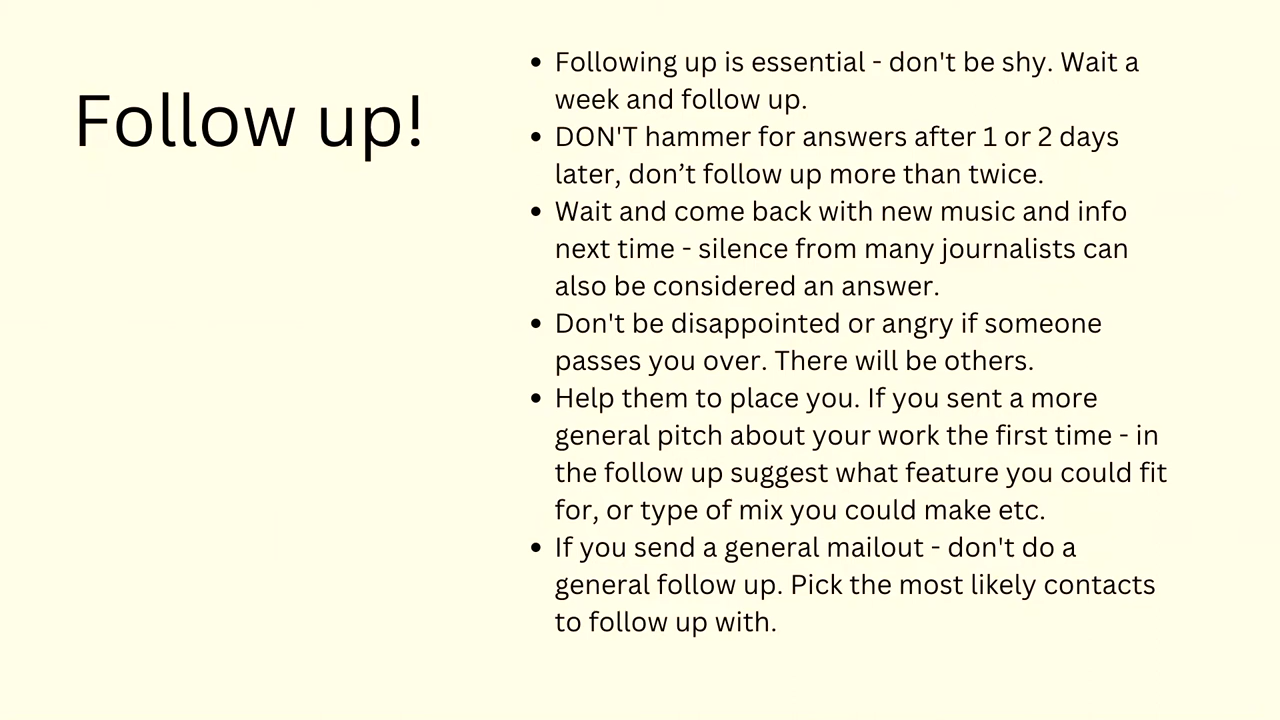 Follow up!
• Following up is essential - don't be shy. Wait a
week and follow up.
• DON'T hammer for answers after 1 or 2 days
later, don’t follow up more than twice.
• Wait and come back with new music and info
next time - silence from many journalists can
also be considered an answer.
• Don't be disappointed or angry if someone
passes you over. There will be others.
• Help them to place you. If you sent a more
general pitch about your work the first time - in
the follow up suggest what feature you could fit
for, or type of mix you could make etc.
• If you send a general mailout - don't do a
general follow up. Pick the most likely contacts
to follow up with.